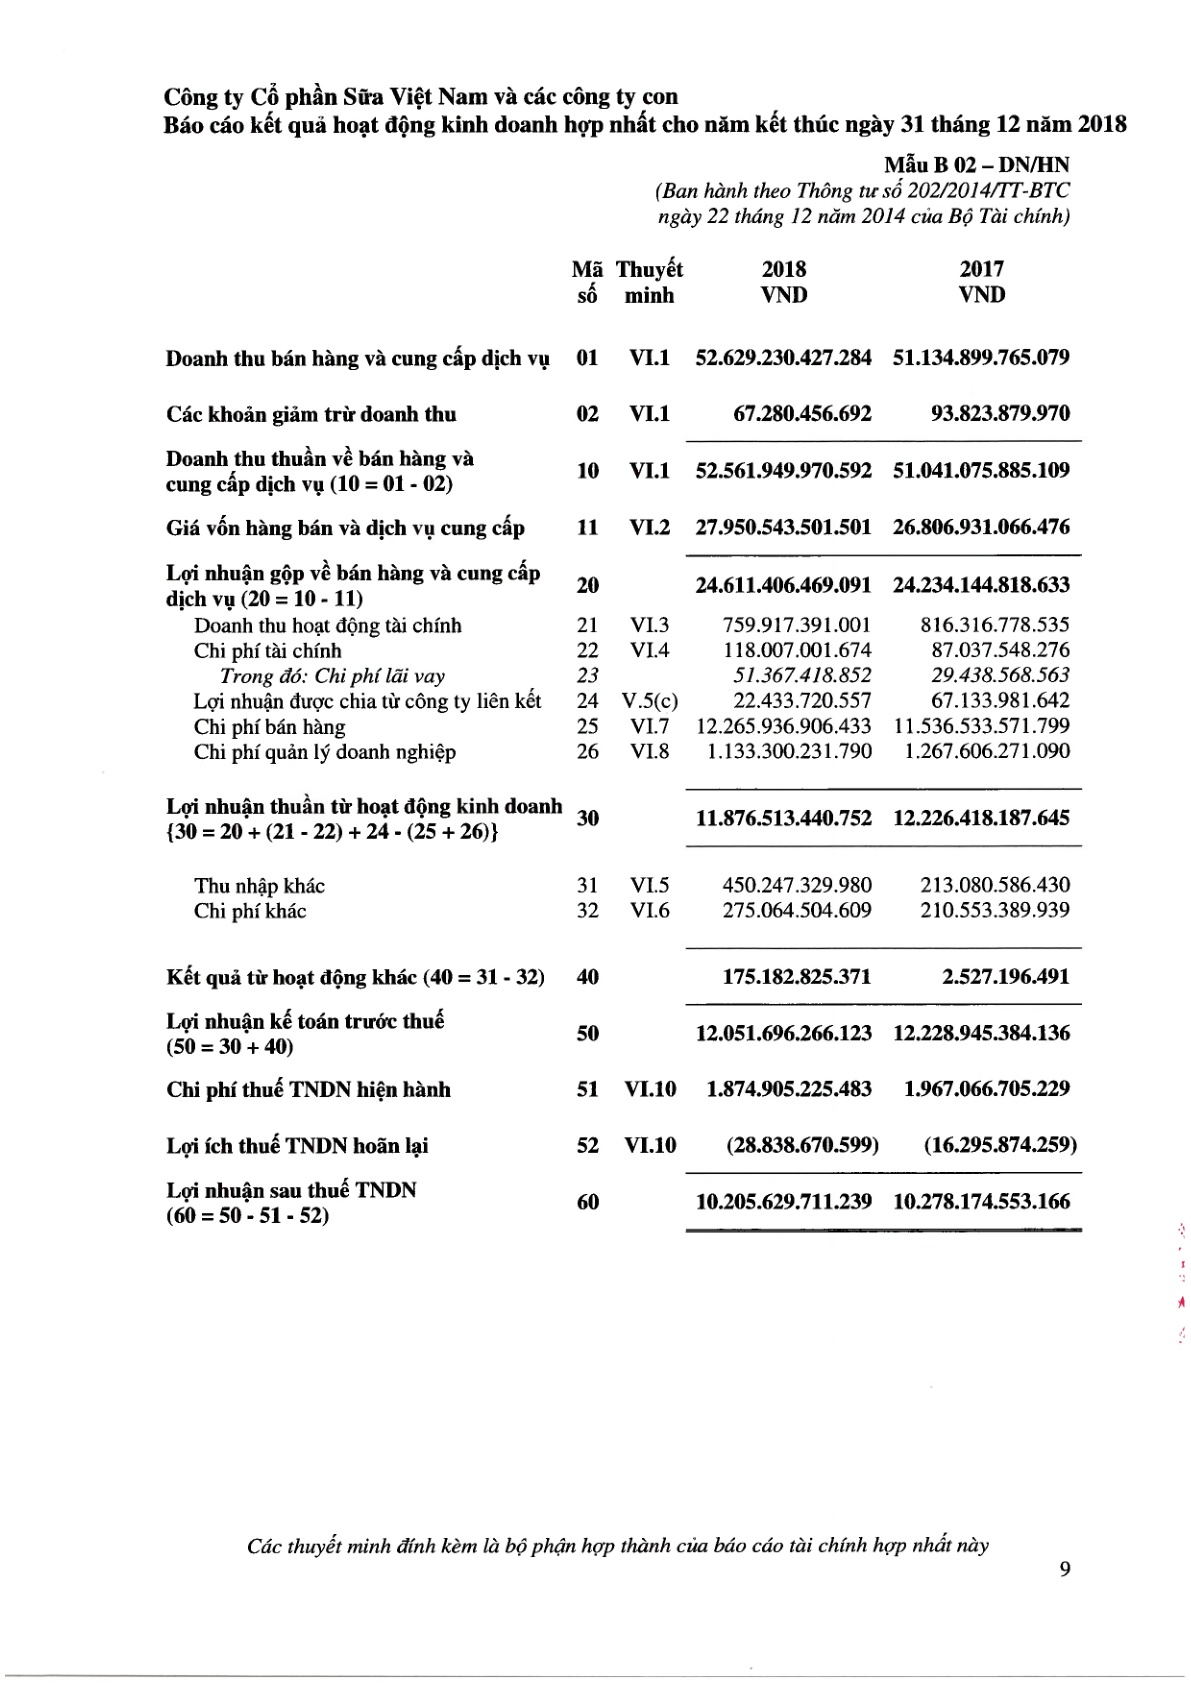 Công ty Cổ phần Sữa Việt Nam và các công ty con
Báo cáo kết quả hoạt động kinh doanh hợp nhất cho năm kết thúc ngày 31 tháng 12 năm 2018
Mẫu B 02 – DN/HN
(Ban hành theo Thông tư số 202/2014/TT-BTC
ngày 22 tháng 12 năm 2014 của Bộ Tài chính)
Mã Thuyết 2018 2017
số minh VND VND
Doanh thu bán hàng và cung cấp dịch vụ 01 VI.1 52.629.230.427.284 51.134.899.765.079
Các khoản giảm trừ doanh thu 02 VI.1 67.280.456.692 93.823.879.970
Doanh thu thuần về bán hàng và
cung cấp dịch vụ (10 = 01 - 02) 10 VI.1 52.561.949.970.592 51.041.075.885.109
Giá vốn hàng bán và dịch vụ cung cấp 11 VI.2 27.950.543.501.501 26.806.931.066.476
Lợi nhuận gộp về bán hàng và cung cấp
dịch vụ (20 = 10 - 11) 20 24.611.406.469.091 24.234.144.818.633
Doanh thu hoạt động tài chính 21 VI.3 759.917.391.001 816.316.778.535
Chi phí tài chính 22 VI.4 118.007.001.674 87.037.548.276
Trong đó: Chi phí lãi vay 23 51.367.418.852 29.438.568.563
Lợi nhuận được chia từ công ty liên kết 24 V.5(c) 22.433.720.557 67.133.981.642
Chi phí bán hàng 25 VI.7 12.265.936.906.433 11.536.533.571.799
Chi phí quản lý doanh nghiệp 26 VI.8 1.133.300.231.790 1.267.606.271.090
Lợi nhuận thuần từ hoạt động kinh doanh
{30 = 20 + (21 - 22) + 24 - (25 + 26)} 30 11.876.513.440.752 12.226.418.187.645
Thu nhập khác 31 VI.5 450.247.329.980 213.080.586.430
Chi phí khác 32 VI.6 275.064.504.609 210.553.389.939
Kết quả từ hoạt động khác (40 = 31 - 32) 40 175.182.825.371 2.527.196.491
Lợi nhuận kế toán trước thuế
(50 = 30 + 40) 50 12.051.696.266.123 12.228.945.384.136
Chi phí thuế TNDN hiện hành 51 VI.10 1.874.905.225.483 1.967.066.705.229
Lợi ích thuế TNDN hoãn lại 52 VI.10 (28.838.670.599) (16.295.874.259)
Lợi nhuận sau thuế TNDN
(60 = 50 - 51 - 52) 60 10.205.629.711.239 10.278.174.553.166
Các thuyết minh đính kèm là bộ phận hợp thành của báo cáo tài chính hợp nhất này
9